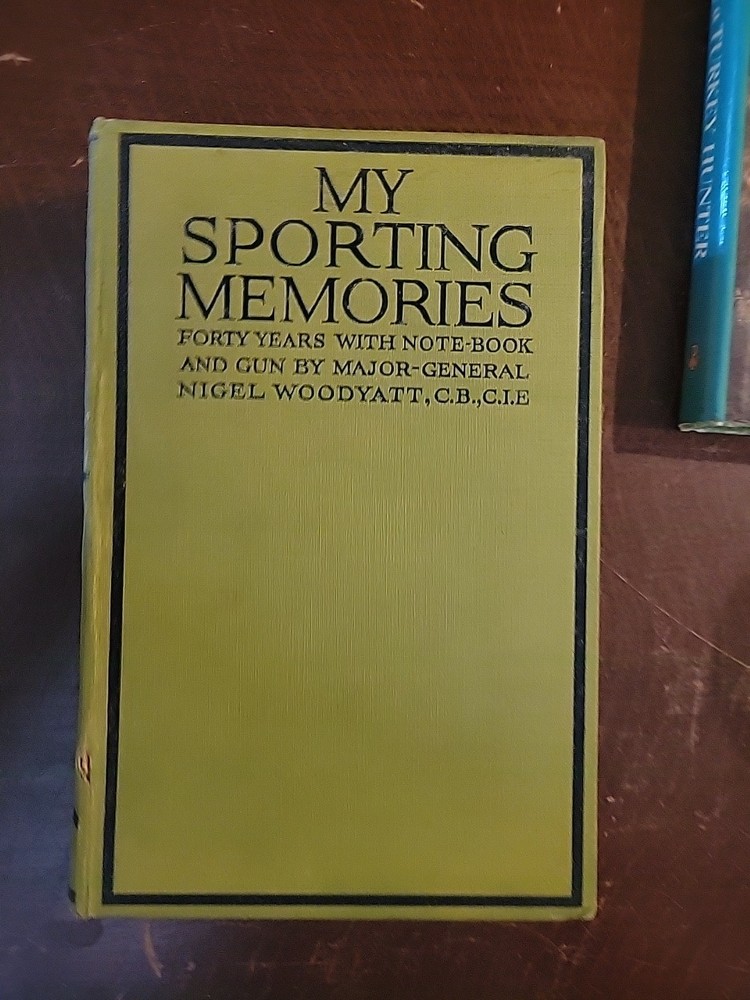 MY
SPORTING
MEMORIES
FORTY YEARS WITH NOTE-BOOK
AND GUN BY MAJOR-GENERAL
NIGEL WOODYATT, C.B., C.I.E
TURKEY HUNTER